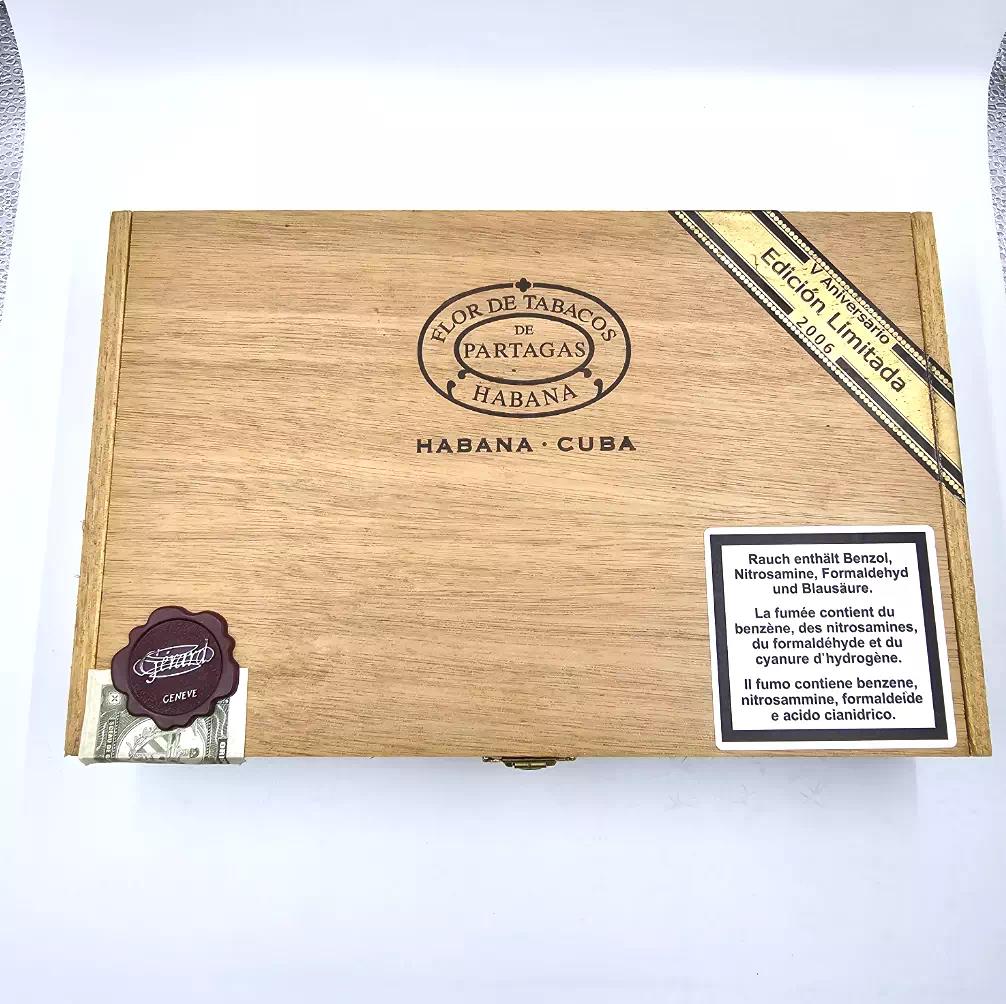 V Aniversario
Edición Limitada
2006
FLOR DE TABACOS
DE
PARTAGAS
HABANA
HABANA · CUBA
Rauch enthält Benzol,
Nitrosamine, Formaldehyd
und Blausäure.
La fumée contient du
benzène, des nitrosamines,
du formaldéhyde et du
cyanure d'hydrogène.
Il fumo contiene benzene,
nitrosammine, formaldeide
e acido cianidrico.
Gérard
GENEVE